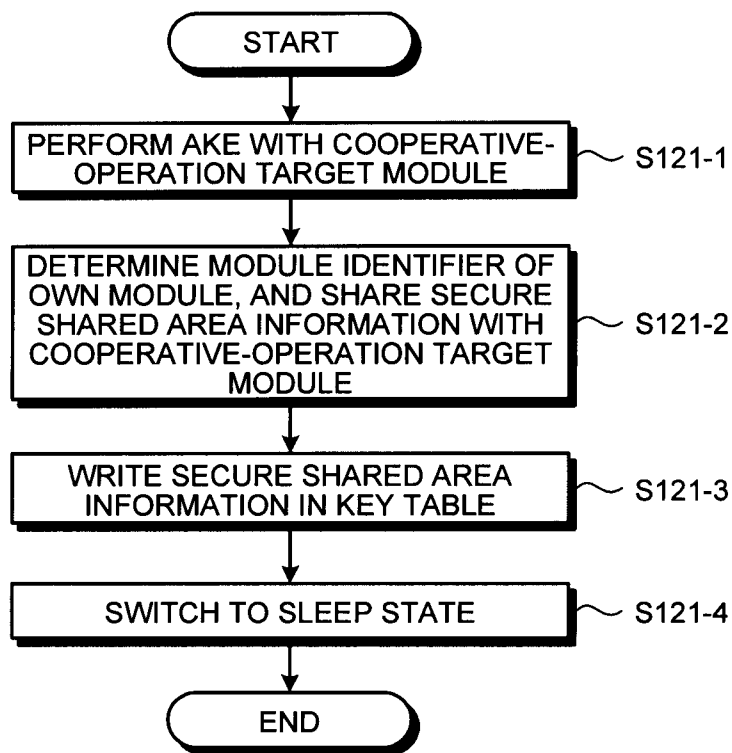 START
PERFORM AKE WITH COOPERATIVE-
OPERATION TARGET MODULE
S121-1
DETERMINE MODULE IDENTIFIER OF
OWN MODULE, AND SHARE SECURE
SHARED AREA INFORMATION WITH
COOPERATIVE-OPERATION TARGET
MODULE
S121-2
WRITE SECURE SHARED AREA
INFORMATION IN KEY TABLE
S121-3
SWITCH TO SLEEP STATE
S121-4
END